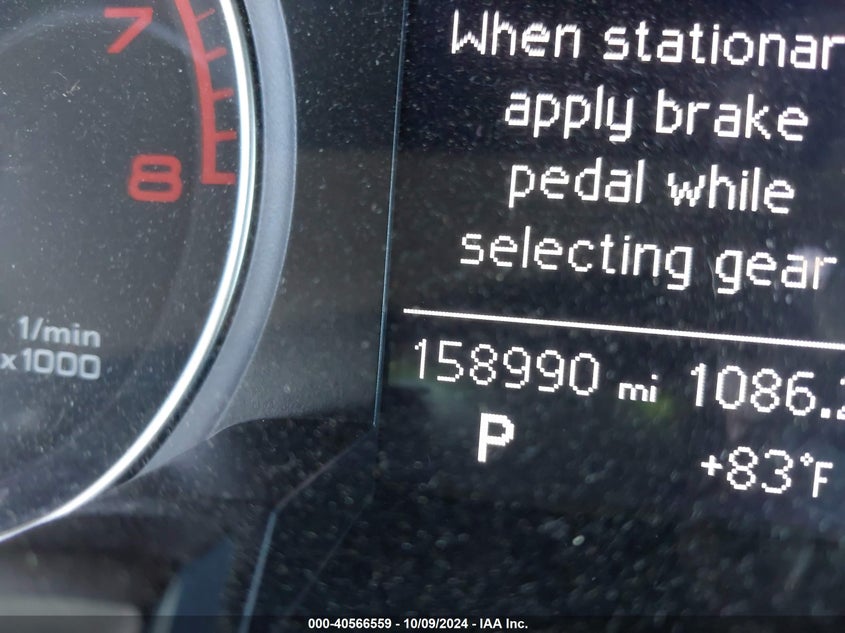 7
8
1/min
x1000
When stationar
apply brake
pedal while
selecting gear
158990 mi 1086.2
P
+83°F
000-40566559 - 10/09/2024 - IAA Inc.